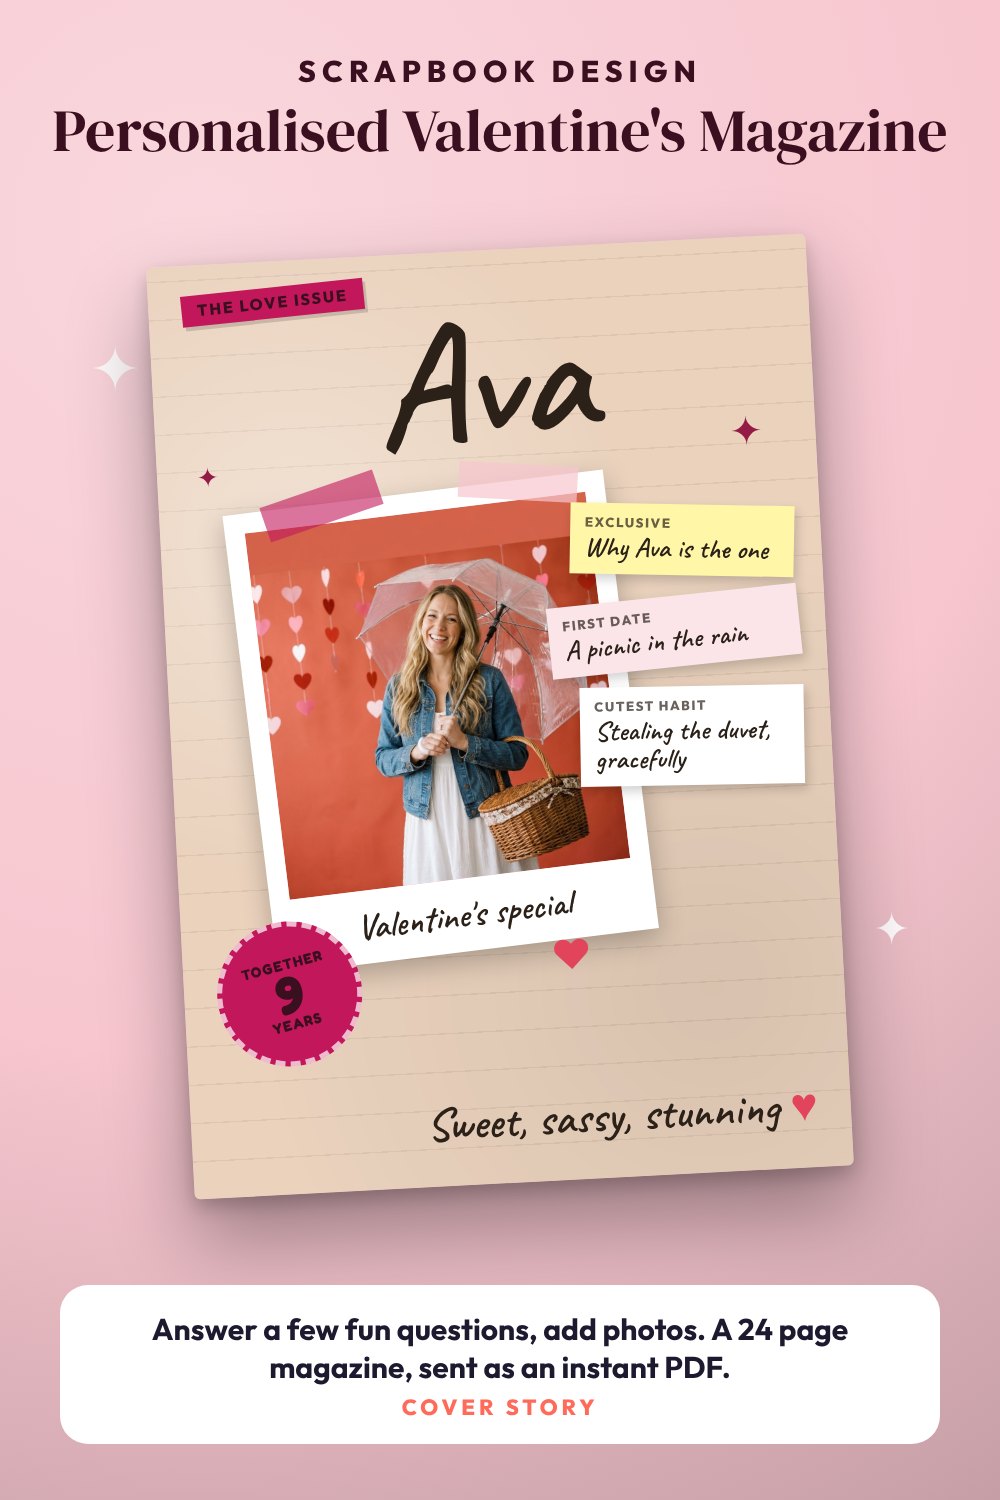 SCRAPBOOK DESIGN
Personalised Valentine's Magazine
THE LOVE ISSUE
Ava
EXCLUSIVE
Why Ava is the one
FIRST DATE
A picnic in the rain
CUTEST HABIT
Stealing the duvet,
gracefully
Valentine's special
TOGETHER
9
YEARS
Sweet, sassy, stunning
Answer a few fun questions, add photos. A 24 page
magazine, sent as an instant PDF.
COVER STORY